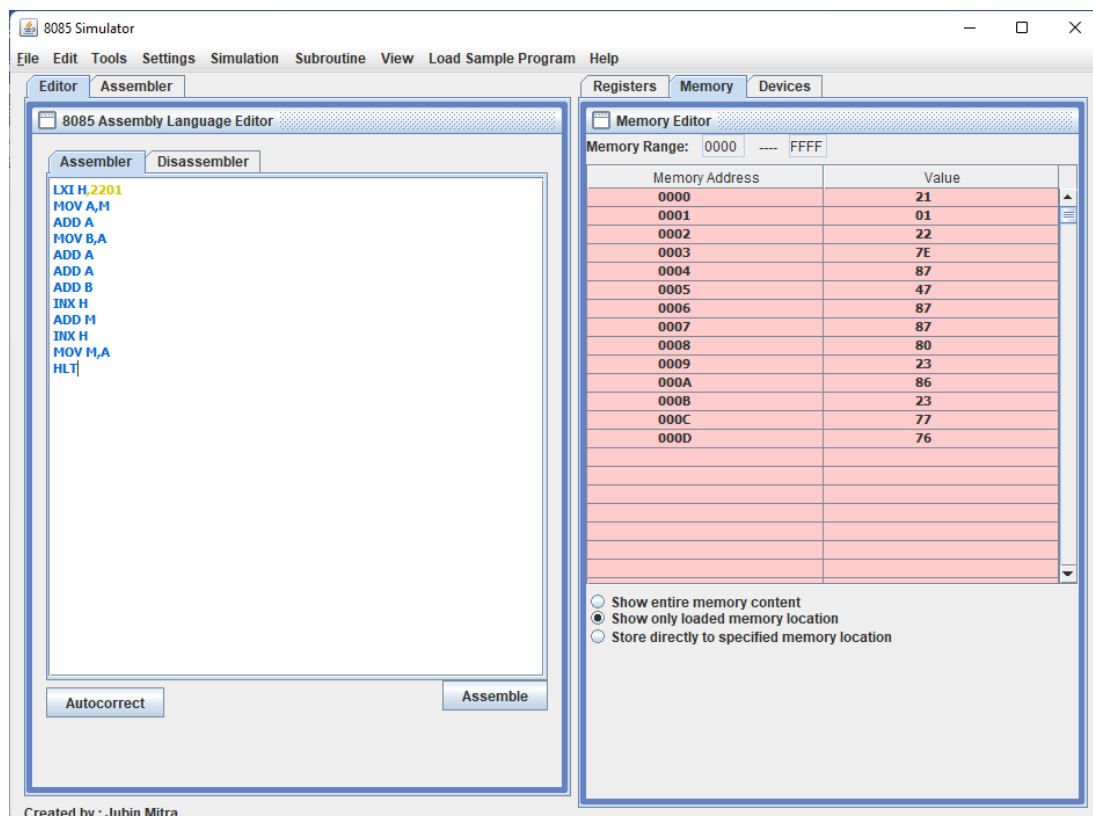 8085 Simulator
File Edit Tools Settings Simulation Subroutine View Load Sample Program Help
Editor Assembler
8085 Assembly Language Editor
Assembler Disassembler
LXI H,2201
MOV A,M
ADD A
MOV B,A
ADD A
ADD A
ADD B
INX H
ADD M
INX H
MOV M,A
HLT
Autocorrect
Assemble
Created by : Jubin Mitra
Registers Memory Devices
Memory Editor
Memory Range: 0000 ---- FFFF
Memory Address Value
0000 21
0001 01
0002 22
0003 7E
0004 87
0005 47
0006 87
0007 87
0008 80
0009 23
000A 86
000B 23
000C 77
000D 76
Show entire memory content
Show only loaded memory location
Store directly to specified memory location